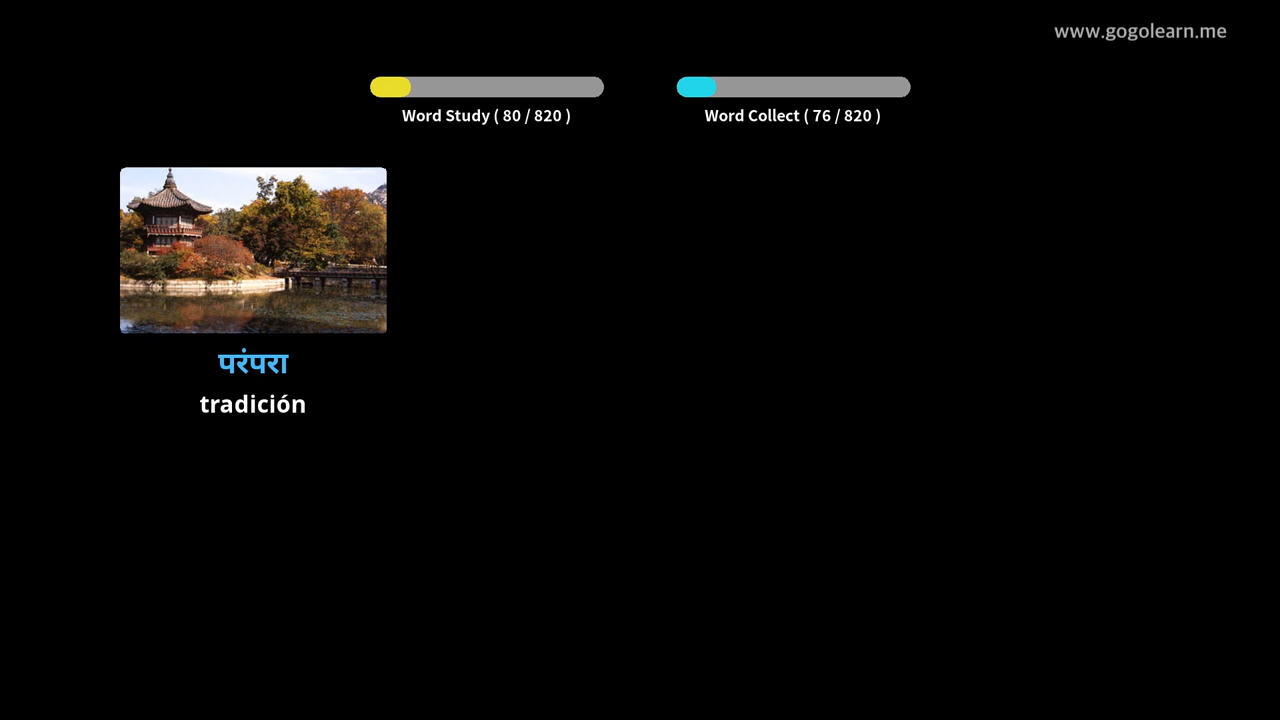 www.gogolearn.me
Word Study ( 80 / 820 )
Word Collect ( 76 / 820 )
परंपरा
tradición